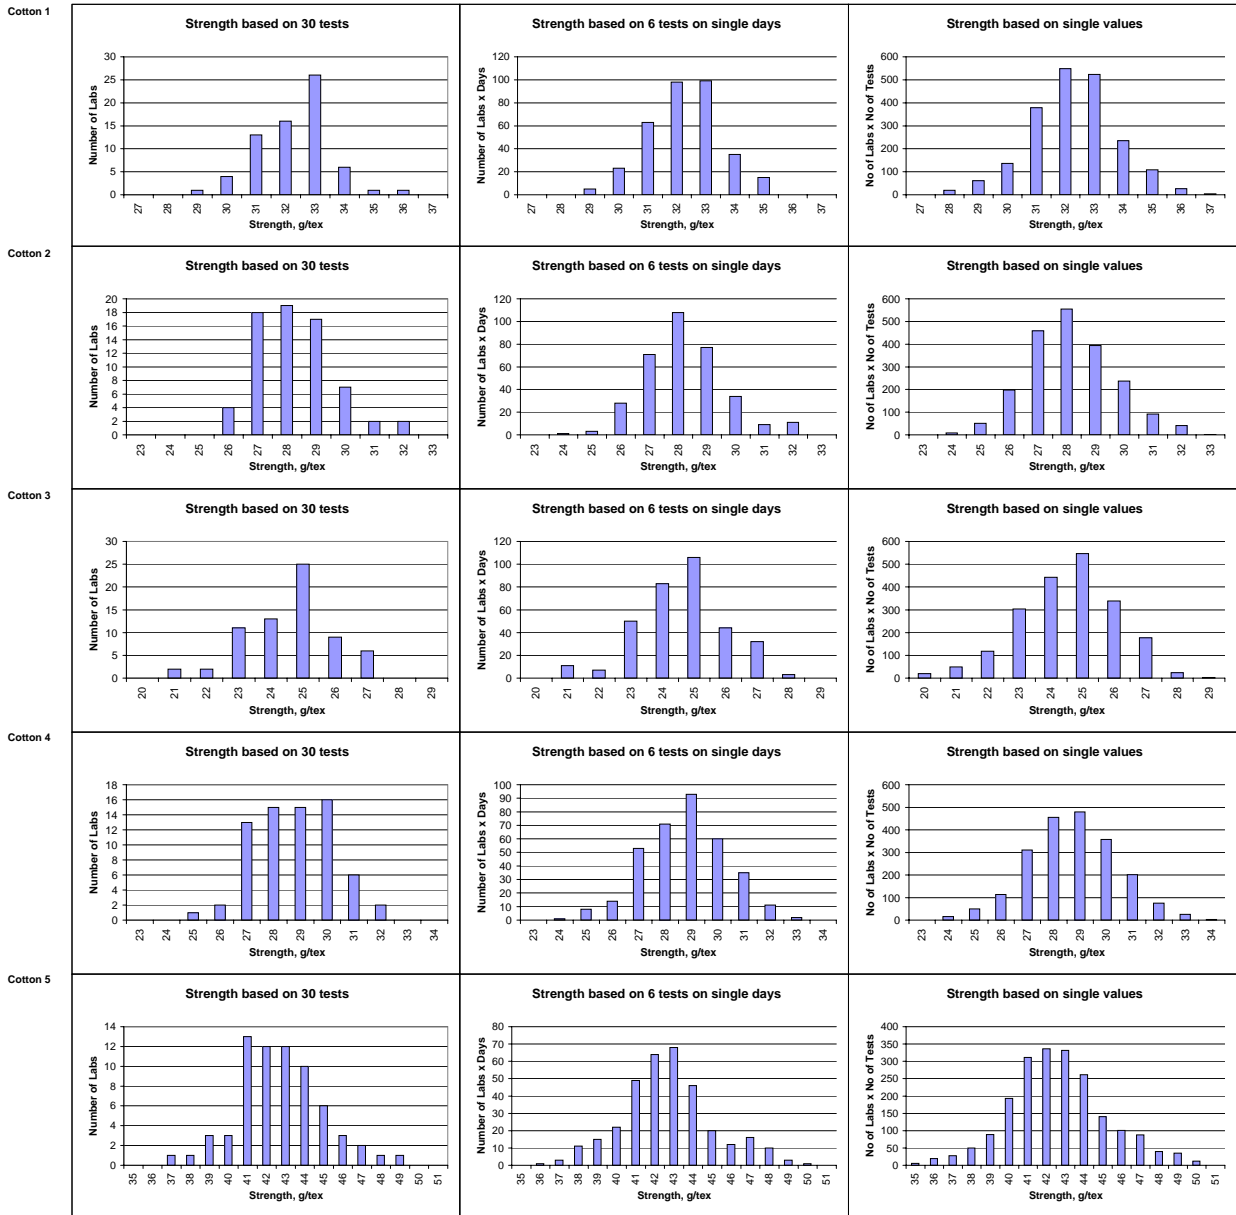 Cotton 1
Strength based on 30 tests
Number of Labs
30
25
20
15
10
5
0
27 28 29 30 31 32 33 34 35 36 37
Strength, g/tex
Strength based on 6 tests on single days
Number of Labs x Days
120
100
80
60
40
20
0
27 28 29 30 31 32 33 34 35 36 37
Strength, g/tex
Strength based on single values
No of Labs x No of Tests
600
500
400
300
200
100
0
27 28 29 30 31 32 33 34 35 36 37
Strength, g/tex
Cotton 2
Strength based on 30 tests
Number of Labs
20
18
16
14
12
10
8
6
4
2
0
23 24 25 26 27 28 29 30 31 32 33
Strength, g/tex
Strength based on 6 tests on single days
Number of Labs x Days
120
100
80
60
40
20
0
23 24 25 26 27 28 29 30 31 32 33
Strength, g/tex
Strength based on single values
No of Labs x No of Tests
600
500
400
300
200
100
0
23 24 25 26 27 28 29 30 31 32 33
Strength, g/tex
Cotton 3
Strength based on 30 tests
Number of Labs
30
25
20
15
10
5
0
20 21 22 23 24 25 26 27 28 29
Strength, g/tex
Strength based on 6 tests on single days
Number of Labs x Days
120
100
80
60
40
20
0
20 21 22 23 24 25 26 27 28 29
Strength, g/tex
Strength based on single values
No of Labs x No of Tests
600
500
400
300
200
100
0
20 21 22 23 24 25 26 27 28 29
Strength, g/tex
Cotton 4
Strength based on 30 tests
Number of Labs
18
16
14
12
10
8
6
4
2
0
23 24 25 26 27 28 29 30 31 32 33 34
Strength, g/tex
Strength based on 6 tests on single days
Number of Labs x Days
100
90
80
70
60
50
40
30
20
10
0
23 24 25 26 27 28 29 30 31 32 33 34
Strength, g/tex
Strength based on single values
No of Labs x No of Tests
600
500
400
300
200
100
0
23 24 25 26 27 28 29 30 31 32 33 34
Strength, g/tex
Cotton 5
Strength based on 30 tests
Number of Labs
14
12
10
8
6
4
2
0
35 36 37 38 39 40 41 42 43 44 45 46 47 48 49 50 51
Strength, g/tex
Strength based on 6 tests on single days
Number of Labs x Days
80
70
60
50
40
30
20
10
0
35 36 37 38 39 40 41 42 43 44 45 46 47 48 49 50 51
Strength, g/tex
Strength based on single values
No of Labs x No of Tests
400
350
300
250
200
150
100
50
0
35 36 37 38 39 40 41 42 43 44 45 46 47 48 49 50 51
Strength, g/tex